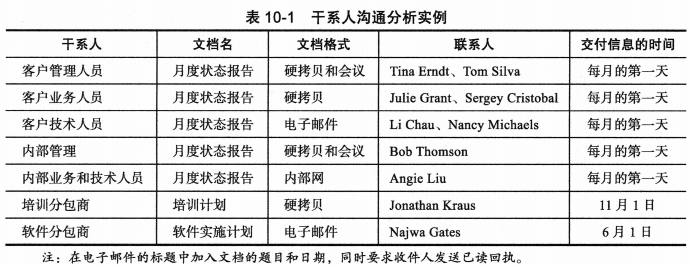 表 10-1 干系人沟通分析实例
干系人 文档名 文档格式 联系人 交付信息的时间
客户管理人员 月度状态报告 硬拷贝和会议 Tina Erndt、Tom Silva 每月的第一天
客户业务人员 月度状态报告 硬拷贝 Julie Grant、Sergey Cristobal 每月的第一天
客户技术人员 月度状态报告 电子邮件 Li Chau、Nancy Michaels 每月的第一天
内部管理 月度状态报告 硬拷贝和会议 Bob Thomson 每月的第一天
内部业务和技术人员 月度状态报告 内部网 Angie Liu 每月的第一天
培训分包商 培训计划 硬拷贝 Jonathan Kraus 11 月 1 日
软件分包商 软件实施计划 电子邮件 Najwa Gates 6 月 1 日
注：在电子邮件的标题中加入文档的题目和日期，同时要求收件人发送已读回执。